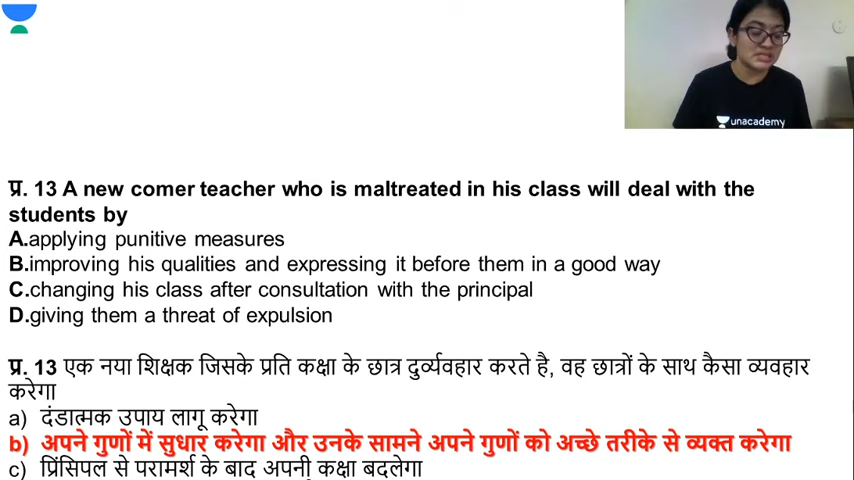 unacademy
प्र. 13 A new comer teacher who is maltreated in his class will deal with the
students by
A.applying punitive measures
B.improving his qualities and expressing it before them in a good way
C.changing his class after consultation with the principal
D.giving them a threat of expulsion
प्र. 13 एक नया शिक्षक जिसके प्रति कक्षा के छात्र दुर्व्यवहार करते है, वह छात्रों के साथ कैसा व्यवहार
करेगा
a) दंडात्मक उपाय लागू करेगा
b) अपने गुणों में सुधार करेगा और उनके सामने अपने गुणों को अच्छे तरीके से व्यक्त करेगा
c) प्रिंसिपल से परामर्श के बाद अपनी कक्षा बदलेगा